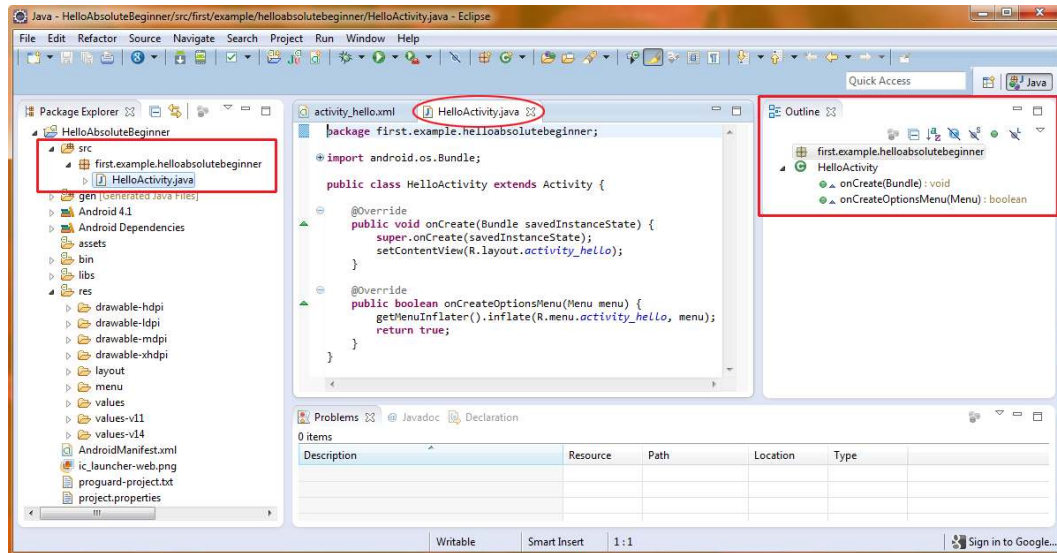 Java - HelloAbsoluteBeginner/src/first/example/helloabsolutebeginner/HelloActivity.java - Eclipse
File Edit Refactor Source Navigate Search Project Run Window Help
Quick Access
Java
Package Explorer
HelloAbsoluteBeginner
src
first.example.helloabsolutebeginner
HelloActivity.java
gen [Generated Java Files]
Android 4.1
Android Dependencies
assets
bin
libs
res
drawable-hdpi
drawable-ldpi
drawable-mdpi
drawable-xhdpi
layout
menu
values
values-v11
values-v14
AndroidManifest.xml
ic_launcher-web.png
proguard-project.txt
project.properties
activity_hello.xml
HelloActivity.java
package first.example.helloabsolutebeginner;
import android.os.Bundle;
public class HelloActivity extends Activity {
@Override
public void onCreate(Bundle savedInstanceState) {
super.onCreate(savedInstanceState);
setContentView(R.layout.activity_hello);
}
@Override
public boolean onCreateOptionsMenu(Menu menu) {
getMenuInflater().inflate(R.menu.activity_hello, menu);
return true;
}
}
Outline
first.example.helloabsolutebeginner
HelloActivity
onCreate(Bundle) : void
onCreateOptionsMenu(Menu) : boolean
Problems @ Javadoc Declaration
0 items
Description Resource Path Location Type
Writable Smart Insert 1 : 1 Sign in to Google...